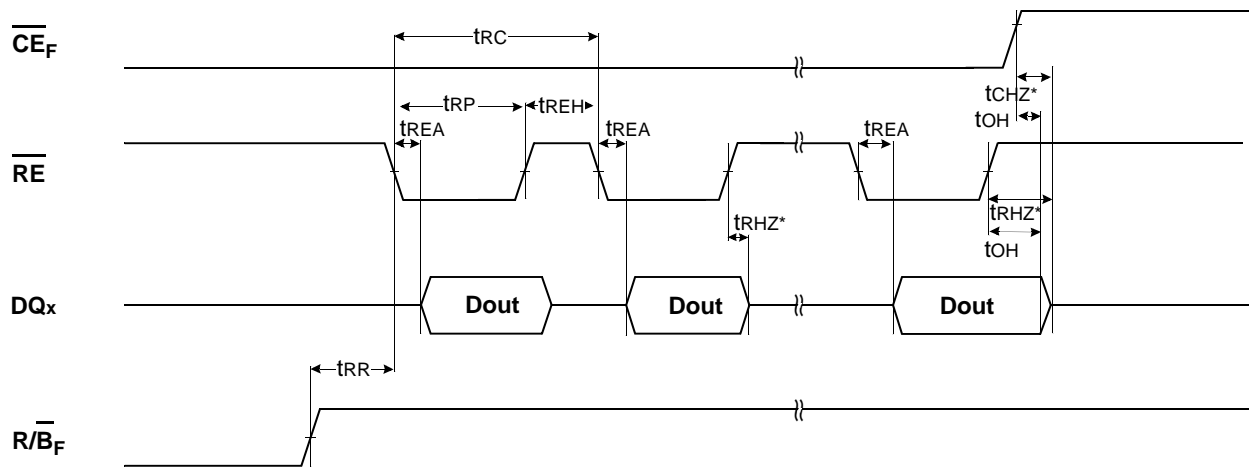 CEF
tRC
tCHZ*
tRP
tREH
tOH
tREA
tREA
tREA
RE
tRHZ*
tRHZ*
tOH
DQx
Dout
Dout
Dout
tRR
R/BF